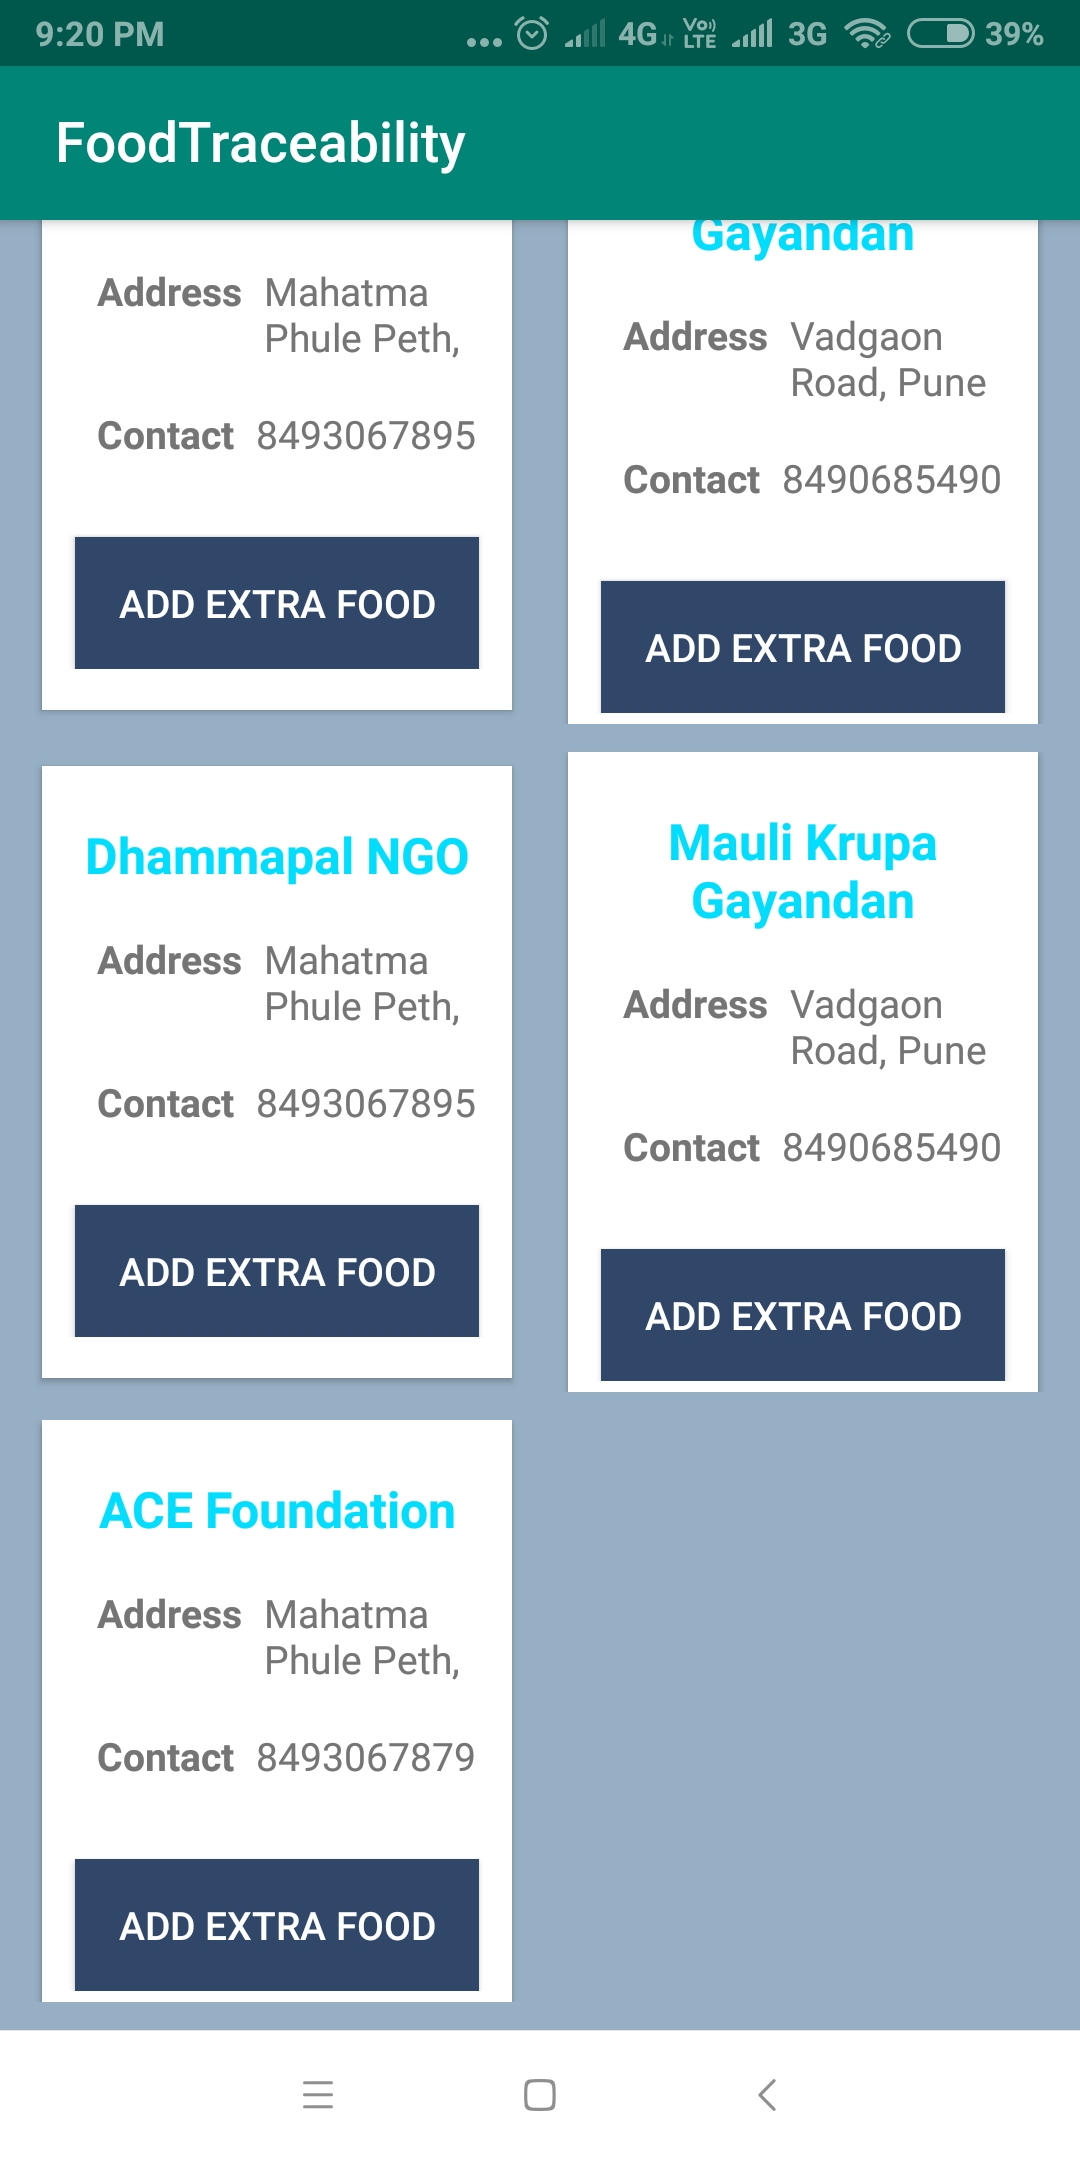 9:20 PM
4G VoLTE 3G 39%
FoodTraceability
Address Mahatma
Phule Peth,
Contact 8493067895
ADD EXTRA FOOD
Gayandan
Address Vadgaon
Road, Pune
Contact 8490685490
ADD EXTRA FOOD
Dhammapal NGO
Address Mahatma
Phule Peth,
Contact 8493067895
ADD EXTRA FOOD
Mauli Krupa
Gayandan
Address Vadgaon
Road, Pune
Contact 8490685490
ADD EXTRA FOOD
ACE Foundation
Address Mahatma
Phule Peth,
Contact 8493067879
ADD EXTRA FOOD